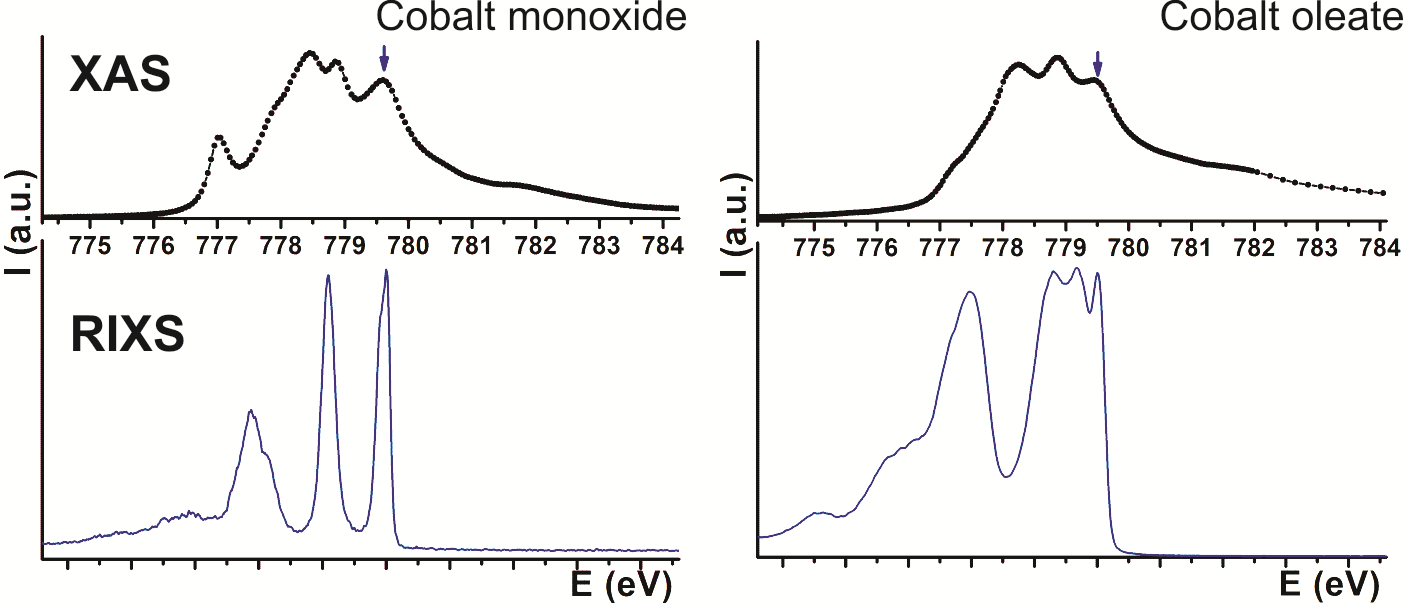 Cobalt monoxide
XAS
I (a.u.)
775 776 777 778 779 780 781 782 783 784
RIXS
E (eV)
Cobalt oleate
I (a.u.)
775 776 777 778 779 780 781 782 783 784
E (eV)